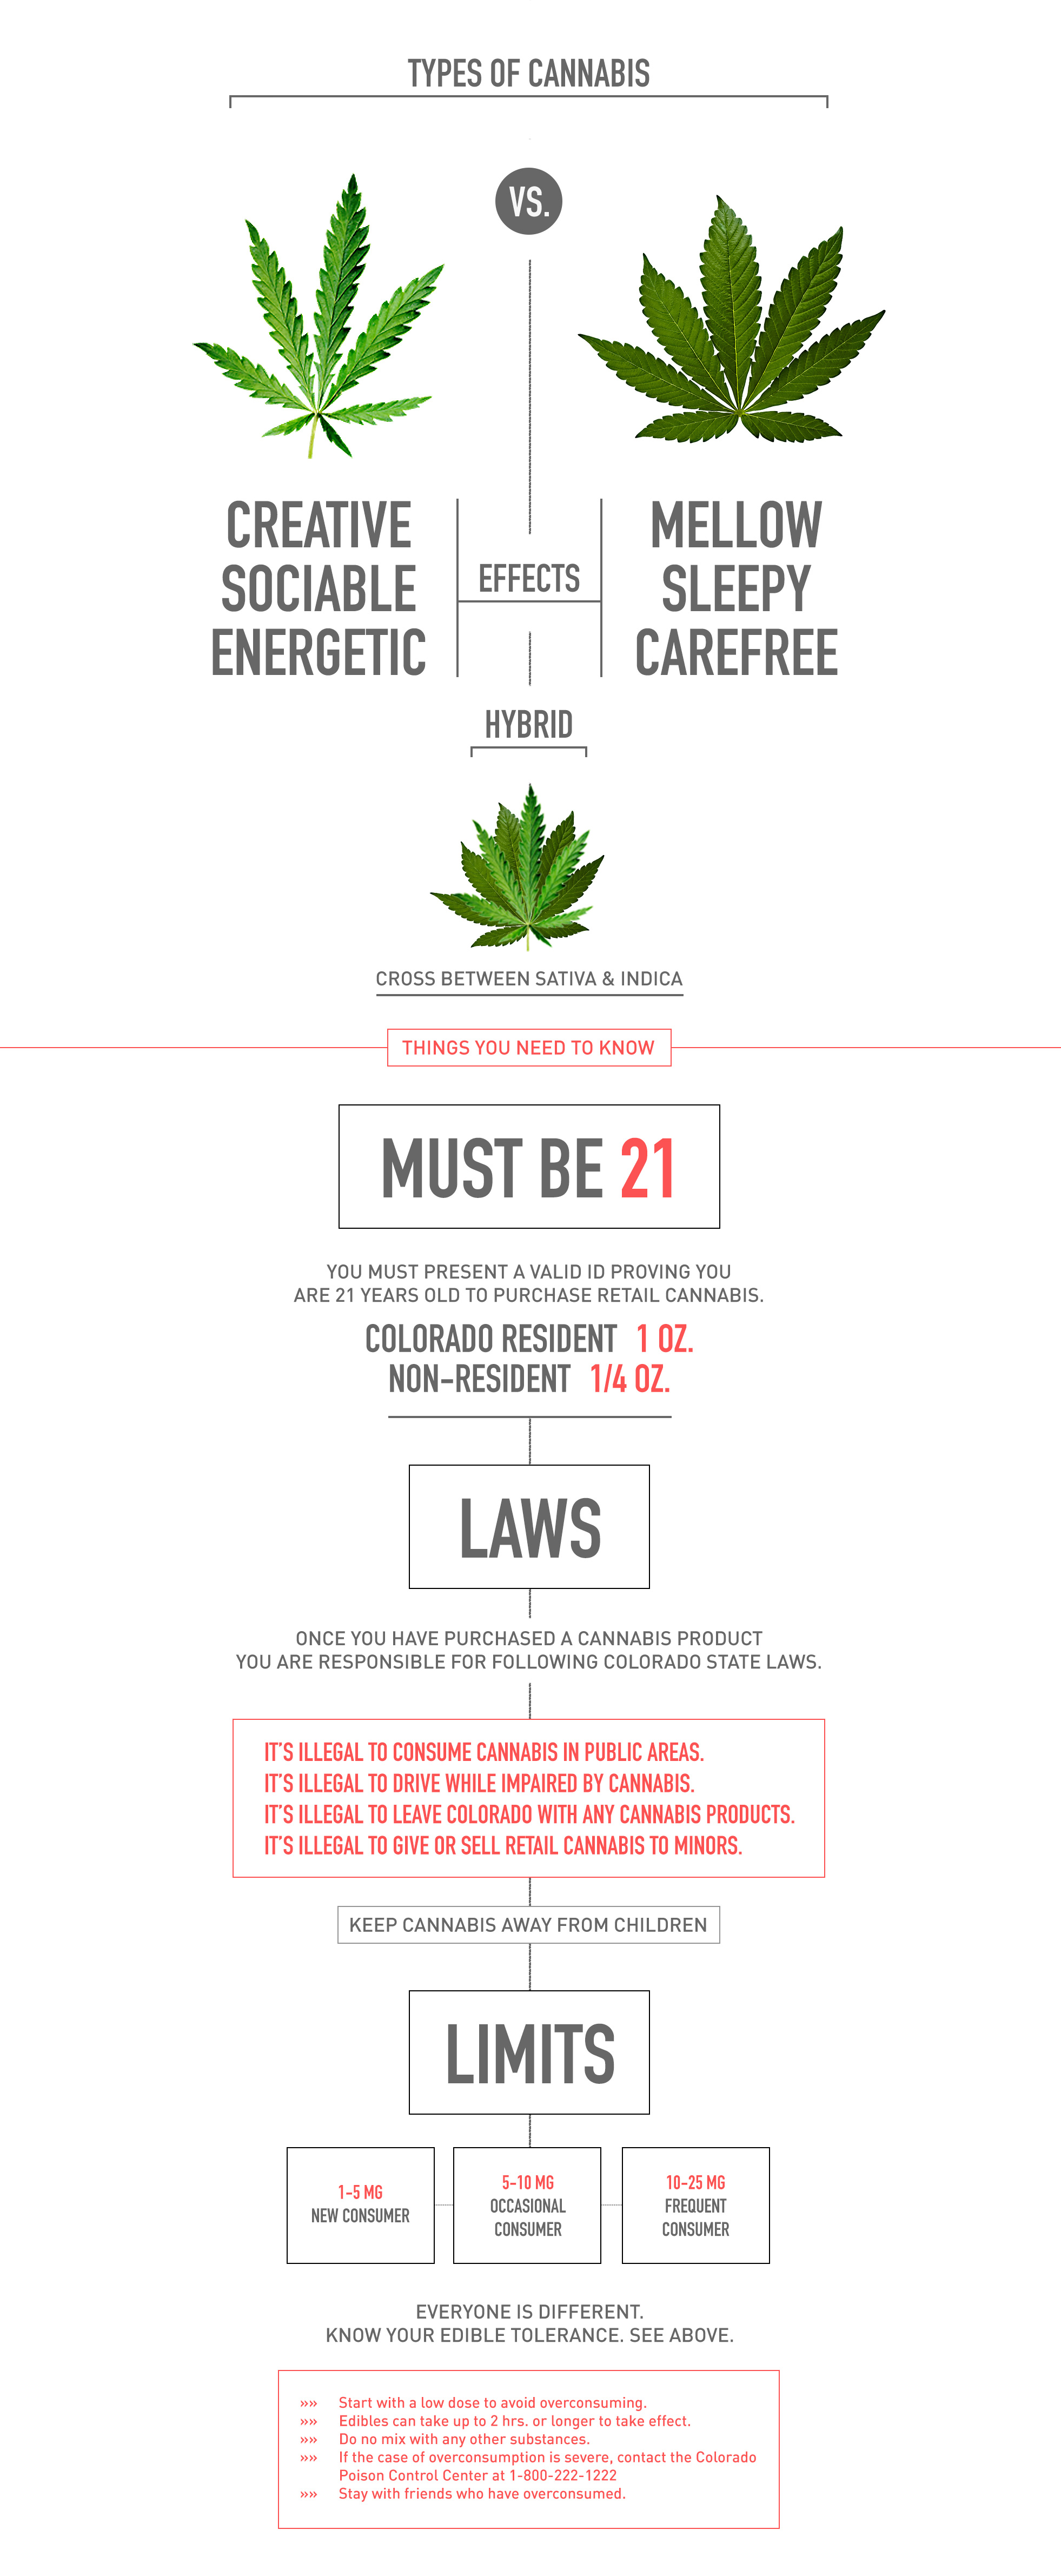 TYPES OF CANNABIS
VS.
CREATIVE
SOCIABLE
ENERGETIC
EFFECTS
MELLOW
SLEEPY
CAREFREE
HYBRID
CROSS BETWEEN SATIVA & INDICA
THINGS YOU NEED TO KNOW
MUST BE 21
YOU MUST PRESENT A VALID ID PROVING YOU
ARE 21 YEARS OLD TO PURCHASE RETAIL CANNABIS.
COLORADO RESIDENT 1 OZ.
NON-RESIDENT 1/4 OZ.
LAWS
ONCE YOU HAVE PURCHASED A CANNABIS PRODUCT
YOU ARE RESPONSIBLE FOR FOLLOWING COLORADO STATE LAWS.
IT'S ILLEGAL TO CONSUME CANNABIS IN PUBLIC AREAS.
IT'S ILLEGAL TO DRIVE WHILE IMPAIRED BY CANNABIS.
IT'S ILLEGAL TO LEAVE COLORADO WITH ANY CANNABIS PRODUCTS.
IT'S ILLEGAL TO GIVE OR SELL RETAIL CANNABIS TO MINORS.
KEEP CANNABIS AWAY FROM CHILDREN
LIMITS
1-5 MG
NEW CONSUMER
5-10 MG
OCCASIONAL
CONSUMER
10-25 MG
FREQUENT
CONSUMER
EVERYONE IS DIFFERENT.
KNOW YOUR EDIBLE TOLERANCE. SEE ABOVE.
»» Start with a low dose to avoid overconsuming.
»» Edibles can take up to 2 hrs. or longer to take effect.
»» Do no mix with any other substances.
»» If the case of overconsumption is severe, contact the Colorado
Poison Control Center at 1-800-222-1222
»» Stay with friends who have overconsumed.